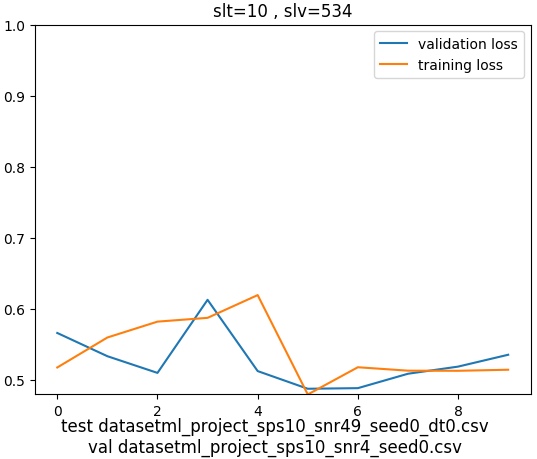 slt=10 , slv=534
validation loss
training loss
1.0
0.9
0.8
0.7
0.6
0.5
0 2 4 6 8
test datasetml_project_sps10_snr49_seed0_dt0.csv
val datasetml_project_sps10_snr4_seed0.csv